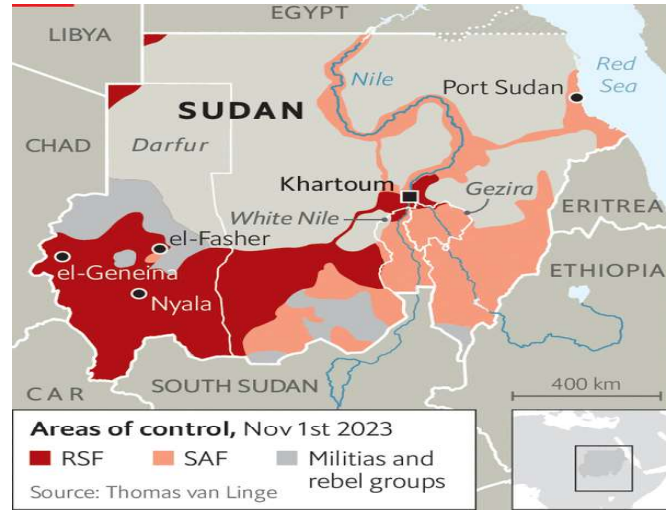 EGYPT
LIBYA
Red
Sea
Nile
Port Sudan
SUDAN
CHAD
Darfur
Khartoum
Gezira
White Nile
ERITREA
el-Fasher
el-Geneina
ETHIOPIA
Nyala
CAR
SOUTH SUDAN
400 km
Areas of control, Nov 1st 2023
RSF
SAF
Militias and
rebel groups
Source: Thomas van Linge